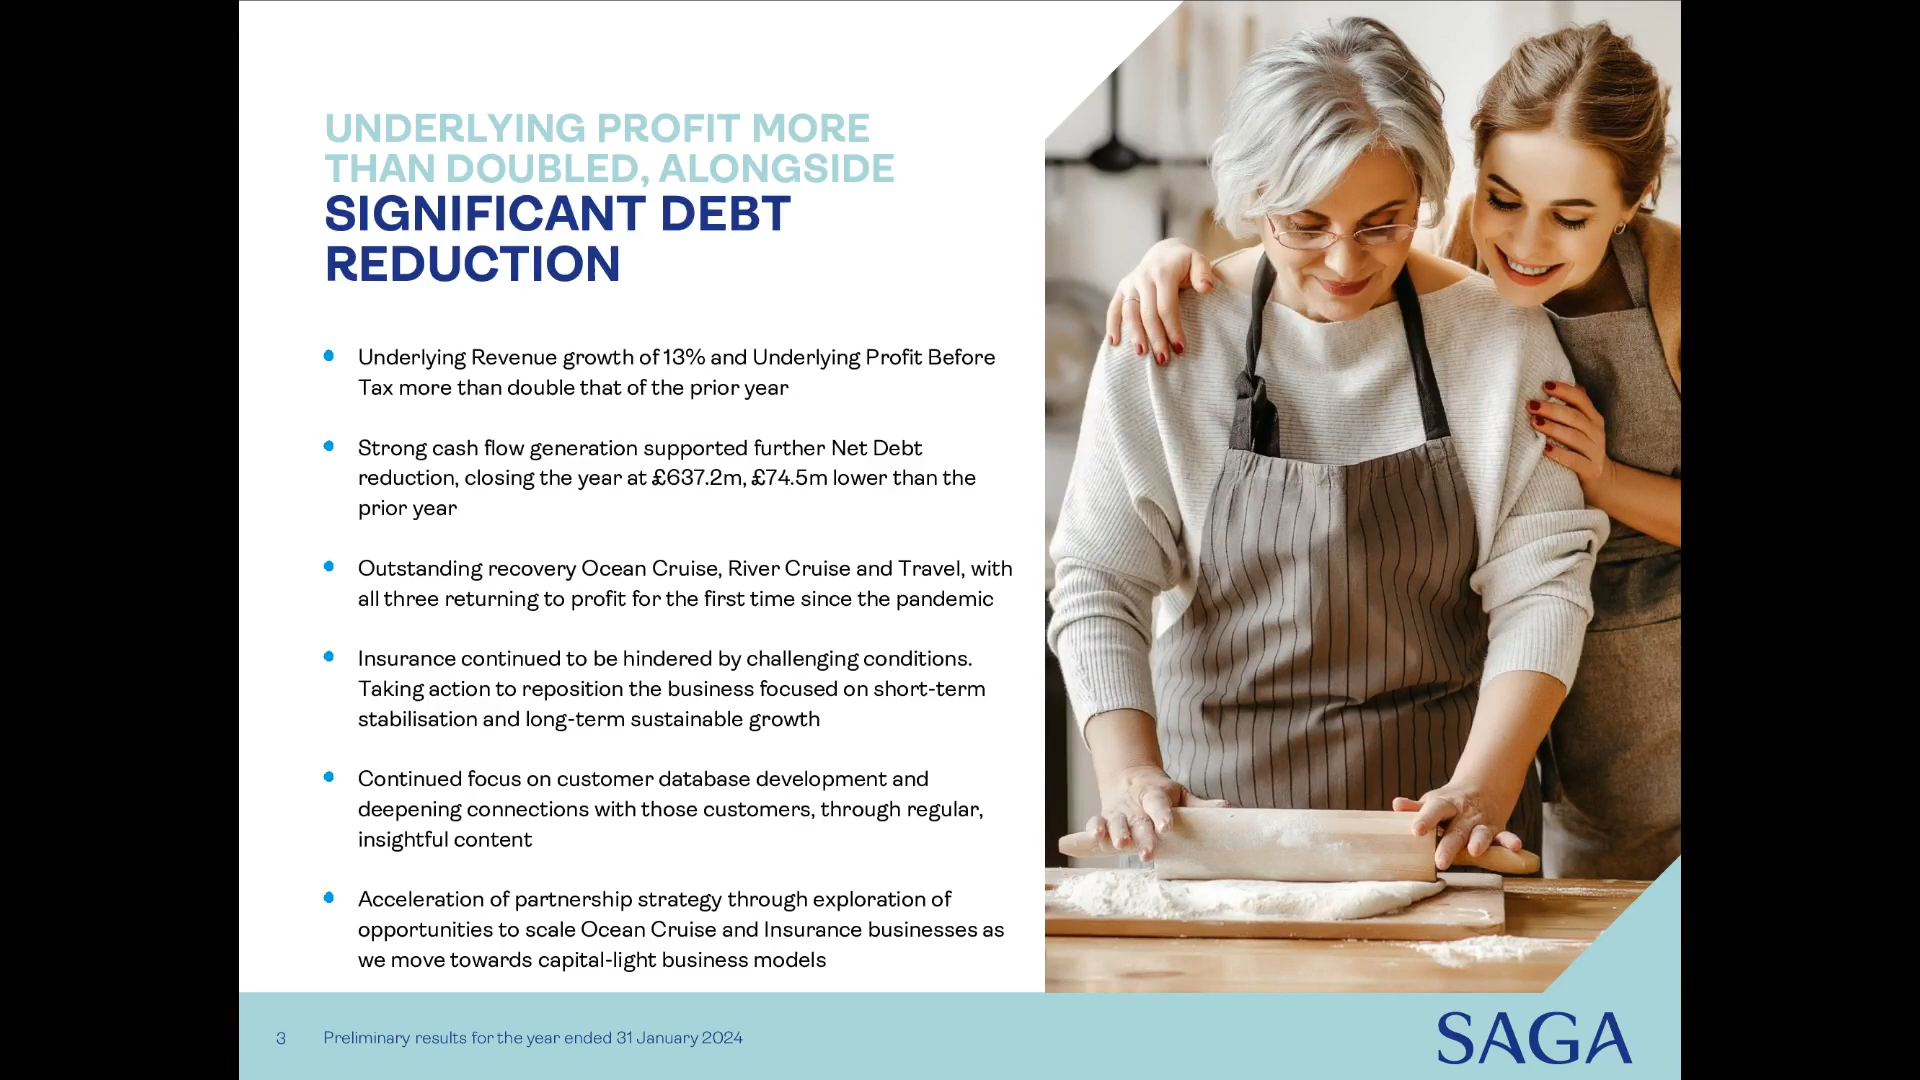 UNDERLYING PROFIT MORE
THAN DOUBLED, ALONGSIDE
SIGNIFICANT DEBT
REDUCTION
Underlying Revenue growth of 13% and Underlying Profit Before
Tax more than double that of the prior year
Strong cash flow generation supported further Net Debt
reduction, closing the year at £637.2m, £74.5m lower than the
prior year
Outstanding recovery Ocean Cruise, River Cruise and Travel, with
all three returning to profit for the first time since the pandemic
Insurance continued to be hindered by challenging conditions.
Taking action to reposition the business focused on short-term
stabilisation and long-term sustainable growth
Continued focus on customer database development and
deepening connections with those customers, through regular,
insightful content
Acceleration of partnership strategy through exploration of
opportunities to scale Ocean Cruise and Insurance businesses as
we move towards capital-light business models
3 Preliminary results for the year ended 31 January 2024
SAGA